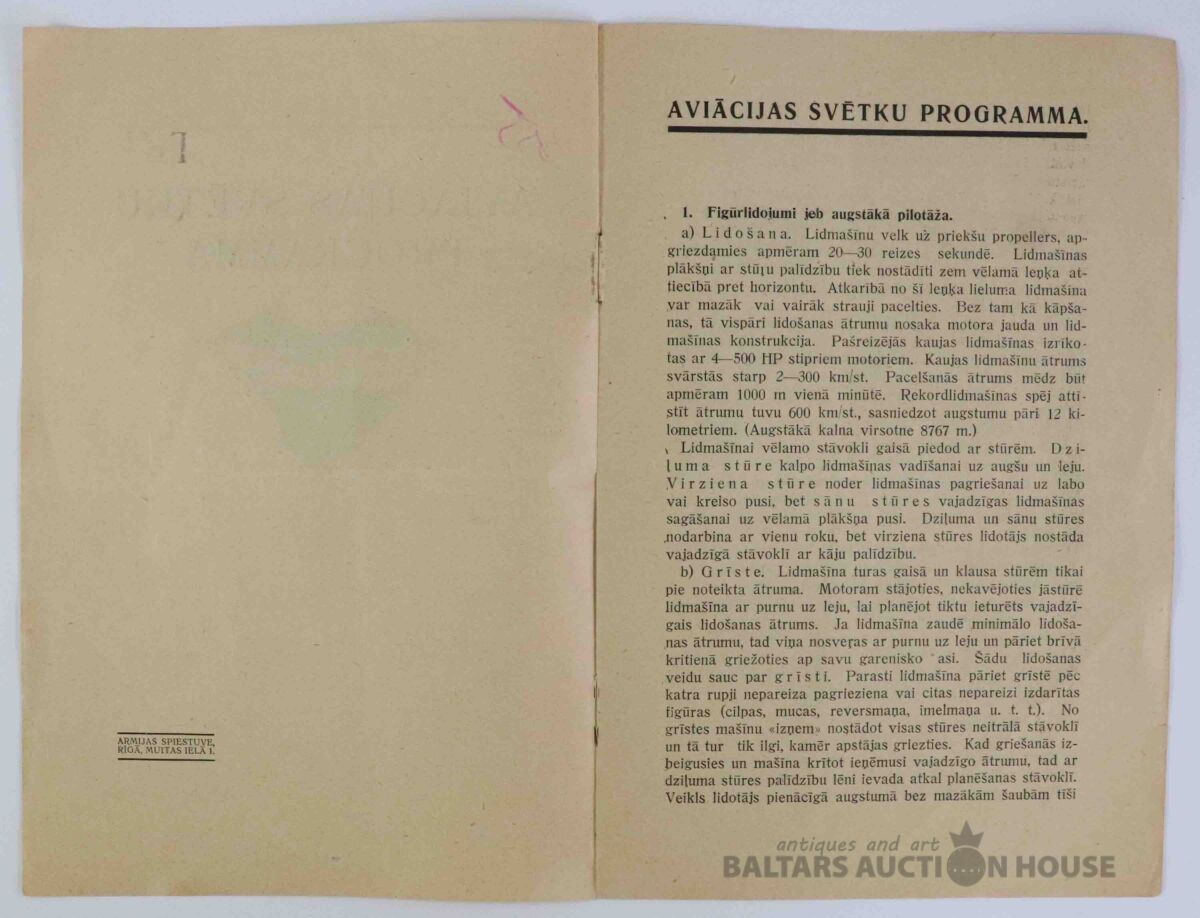 ARMIJAS SPIESTUVE,
RĪGĀ, MUITAS IELĀ 1.
AVIĀCIJAS SVĒTKU PROGRAMMA.
1. Figūrlidojumi jeb augstākā pilotāža.
a) Lidošana. Lidmašīnu velk uz priekšu propellers, ap-
griezdamies apmēram 20—30 reizes sekundē. Lidmašīnas
plākšņi ar stūŗu palīdzību tiek nostādīti zem vēlamā leņķa at-
tiecībā pret horizontu. Atkarībā no šī leņķa lieluma lidmašīna
var mazāk vai vairāk strauji pacelties. Bez tam kā kāpša-
nas, tā vispāri lidošanas ātrumu nosaka motora jauda un lid-
mašīnas konstrukcija. Pašreizējās kaujas lidmašīnas izrīko-
tas ar 4—500 HP stipriem motoriem. Kaujas lidmašīnu ātrums
svārstās starp 2—300 km/st. Pacelšanās ātrums mēdz būt
apmēram 1000 m vienā minūtē. Rekordlidmašīnas spēj attī-
stīt ātrumu tuvu 600 km/st., sasniedzot augstumu pāri 12 ki-
lometriem. (Augstākā kalna virsotne 8767 m.)
Lidmašīnai vēlamo stāvokli gaisā piedod ar stūrēm. Dzi-
ļuma stūre kalpo lidmašīnas vadīšanai uz augšu un leju.
Virziena stūre noder lidmašīnas pagriešanai uz labo
vai kreiso pusi, bet sānu stūres vajadzīgas lidmašīnas
sagāšanai uz vēlamā plākšņa pusi. Dziļuma un sānu stūres
nodarbina ar vienu roku, bet virziena stūres lidotājs nostāda
vajadzīgā stāvoklī ar kāju palīdzību.
b) Grīste. Lidmašīna turas gaisā un klausa stūrēm tikai
pie noteikta ātruma. Motoram stājoties, nekavējoties jāstūrē
lidmašīna ar purnu uz leju, lai planējot tiktu ieturēts vajadzī-
gais lidošanas ātrums. Ja lidmašīna zaudē minimālo lidoša-
nas ātrumu, tad viņa nosveŗas ar purnu uz leju un pāriet brīvā
kritienā griežoties ap savu garenisko asi. Šādu lidošanas
veidu sauc par grīsti. Parasti lidmašīna pāriet grīstē pēc
katra rupji nepareiza pagrieziena vai citas nepareizi izdarītas
figūras (cilpas, mucas, reversmaņa, imelmaņa u. t. t.). No
grīstes mašīnu «izņem» nostādot visas stūres neitrālā stāvoklī
un tā tur tik ilgi, kamēr apstājas griezties. Kad griešanās iz-
beigusies un mašīna krītot ieņēmusi vajadzīgo ātrumu, tad ar
dziļuma stūres palīdzību lēni ievada atkal planēšanas stāvoklī.
Veikls lidotājs pienācīgā augstumā bez mazākām šaubām tīši
antiques and art
BALTARS AUCTION HOUSE